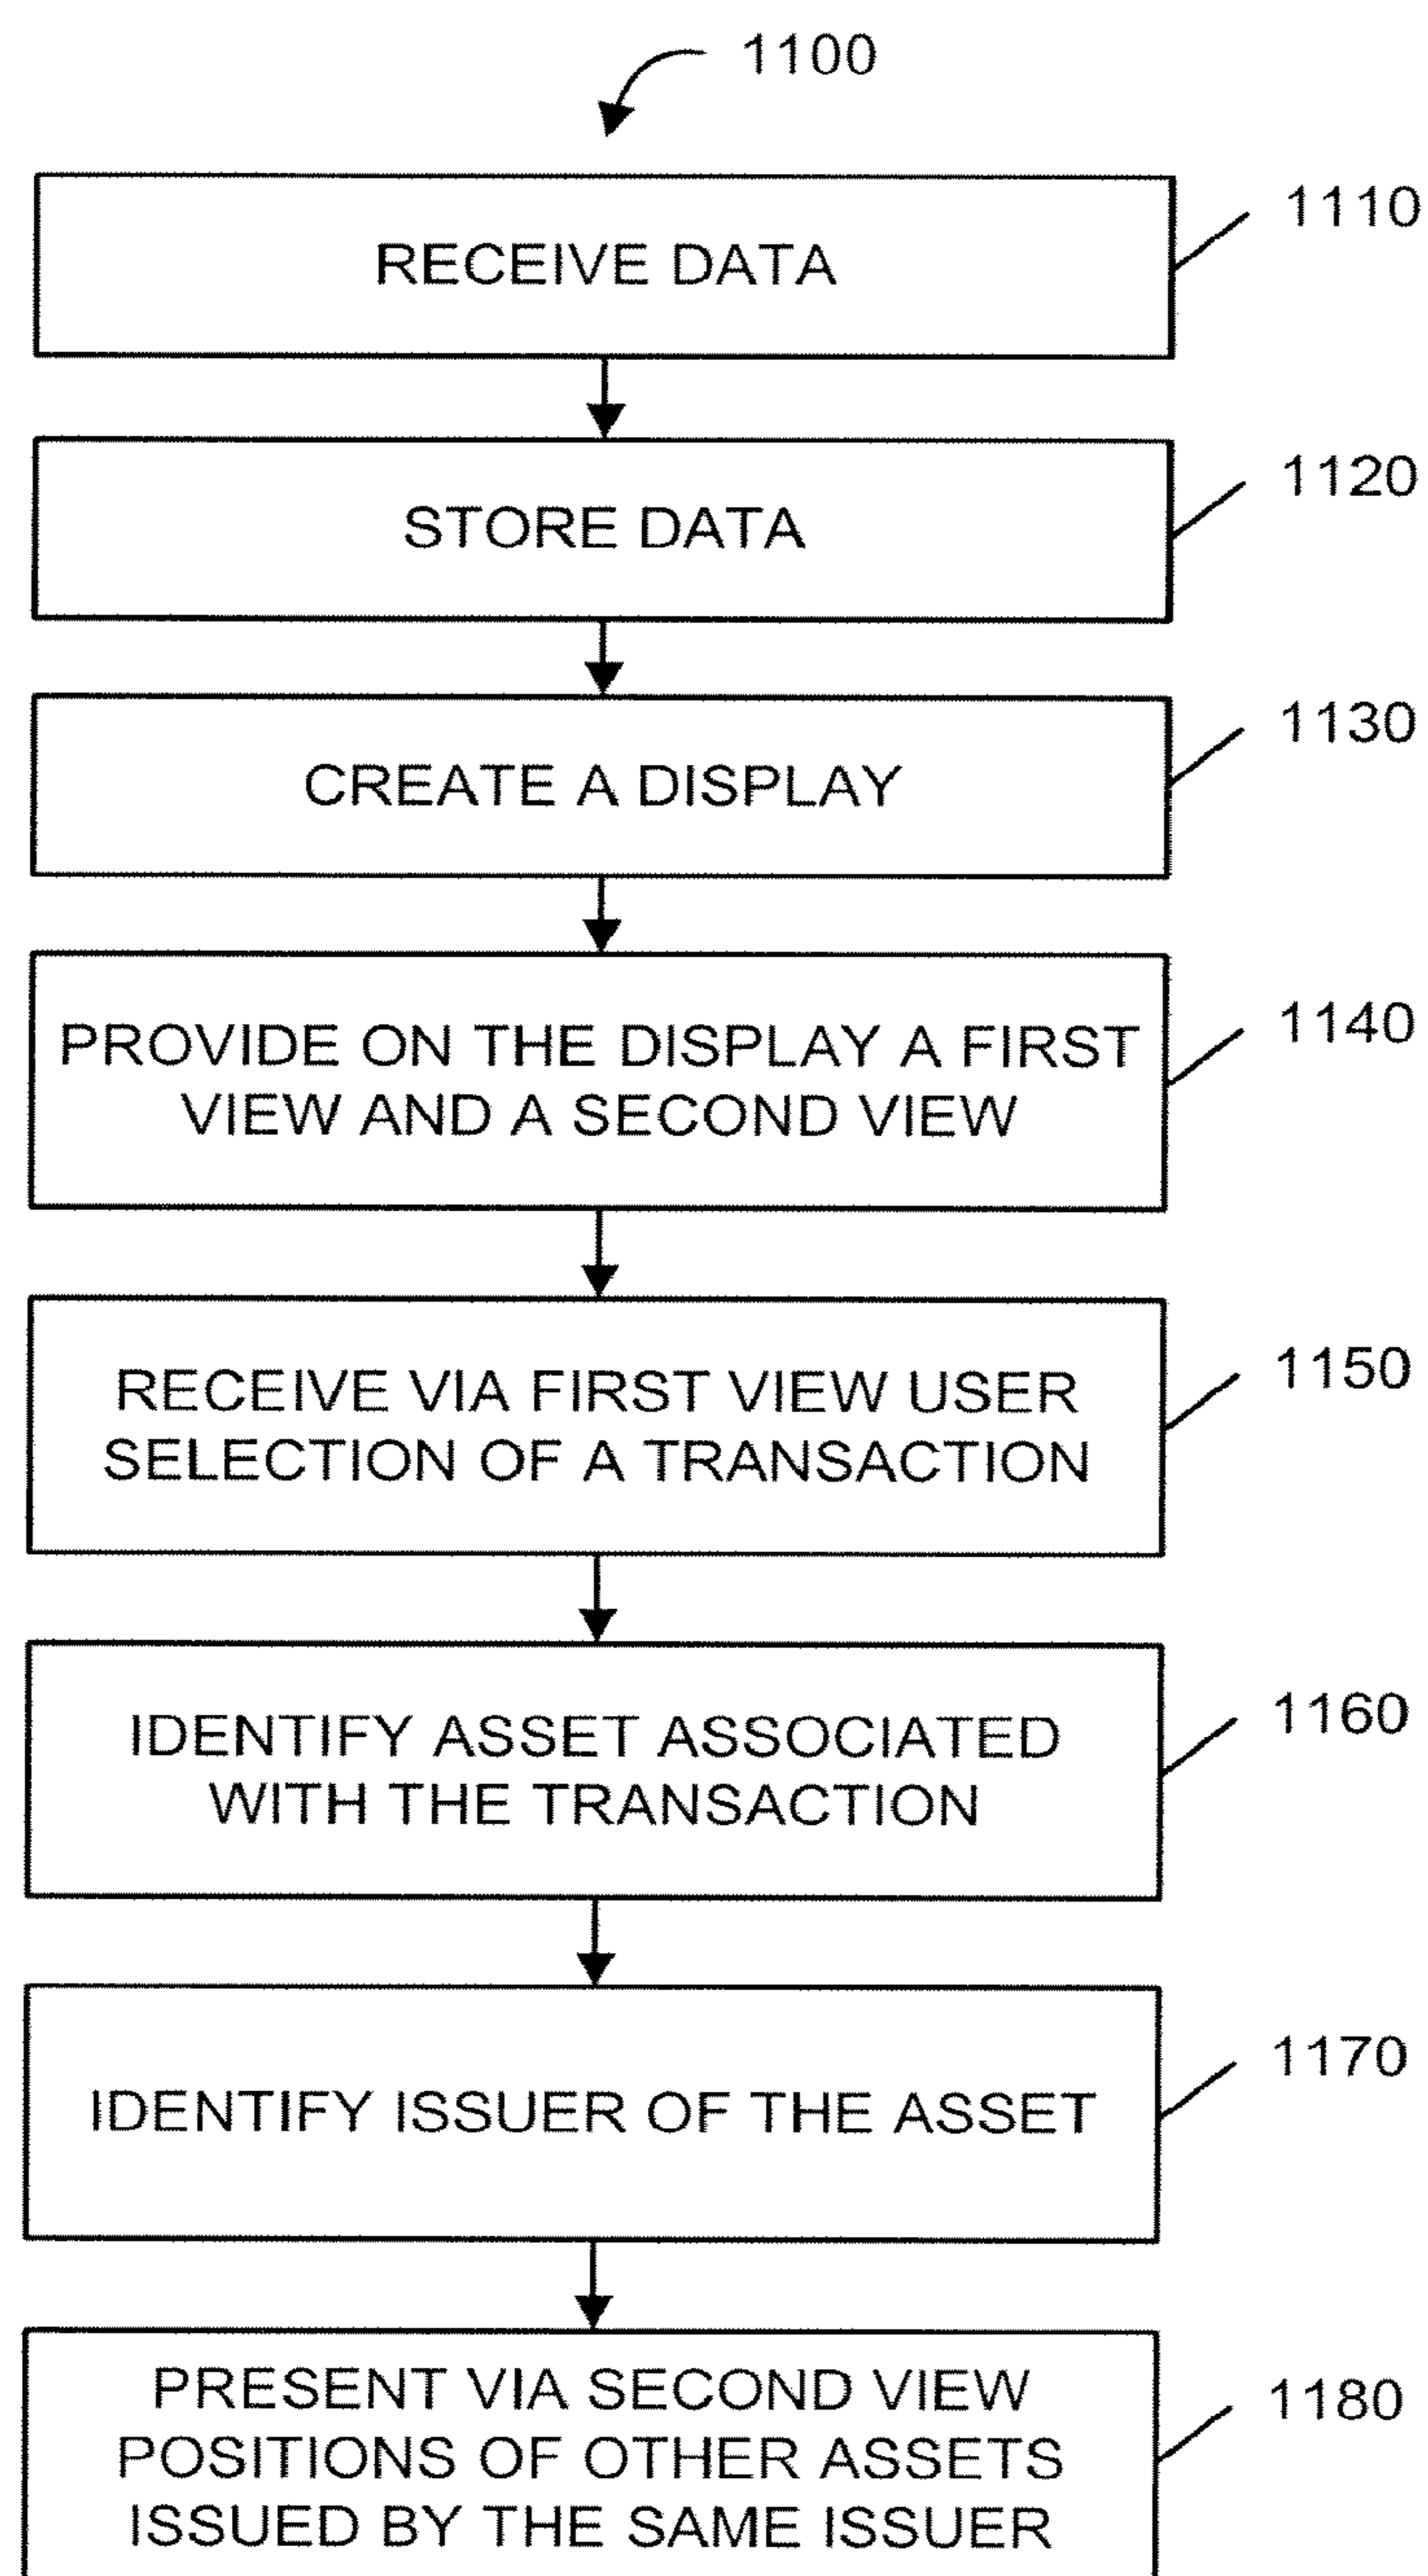 1100
RECEIVE DATA
1110
STORE DATA
1120
CREATE A DISPLAY
1130
PROVIDE ON THE DISPLAY A FIRST
VIEW AND A SECOND VIEW
1140
RECEIVE VIA FIRST VIEW USER
SELECTION OF A TRANSACTION
1150
IDENTIFY ASSET ASSOCIATED
WITH THE TRANSACTION
1160
IDENTIFY ISSUER OF THE ASSET
1170
PRESENT VIA SECOND VIEW
POSITIONS OF OTHER ASSETS
ISSUED BY THE SAME ISSUER
1180